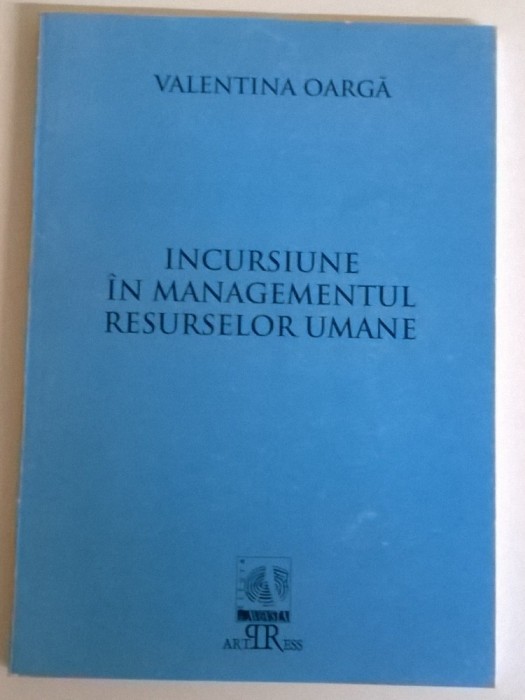 VALENTINA OARGĂ
INCURSIUNE
ÎN MANAGEMENTUL
RESURSELOR UMANE
ARTPRESS